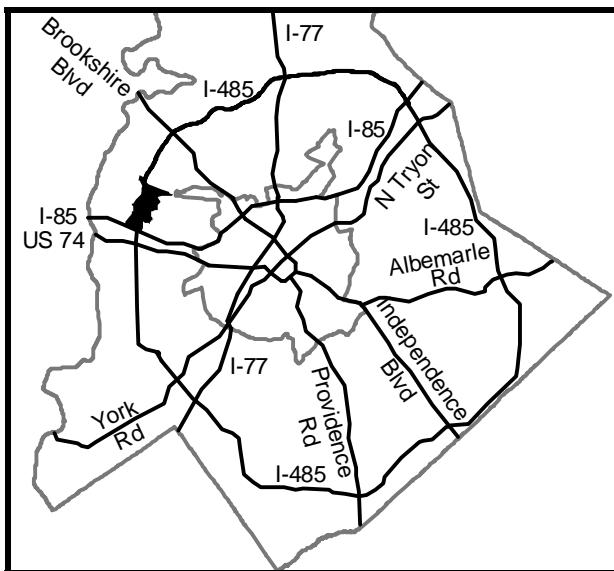 I-77
Brookshire
Blvd
I-485
I-85
N Tryon
St
I-85
US 74
I-485
Albemarle
Rd
Independence
Blvd
I-77
Providence
Rd
York
Rd
I-485